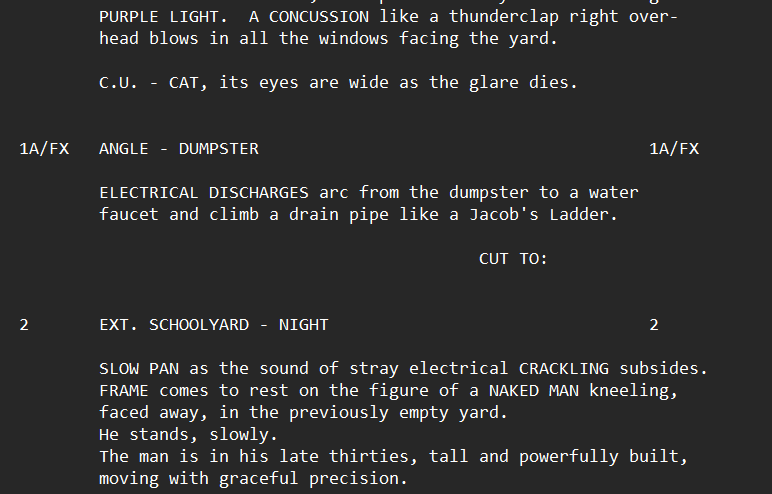 PURPLE LIGHT.  A CONCUSSION like a thunderclap right over-
head blows in all the windows facing the yard.
C.U. - CAT, its eyes are wide as the glare dies.
1A/FX   ANGLE - DUMPSTER   1A/FX
ELECTRICAL DISCHARGES arc from the dumpster to a water
faucet and climb a drain pipe like a Jacob's Ladder.
CUT TO:
2   EXT. SCHOOLYARD - NIGHT   2
SLOW PAN as the sound of stray electrical CRACKLING subsides.
FRAME comes to rest on the figure of a NAKED MAN kneeling,
faced away, in the previously empty yard.
He stands, slowly.
The man is in his late thirties, tall and powerfully built,
moving with graceful precision.